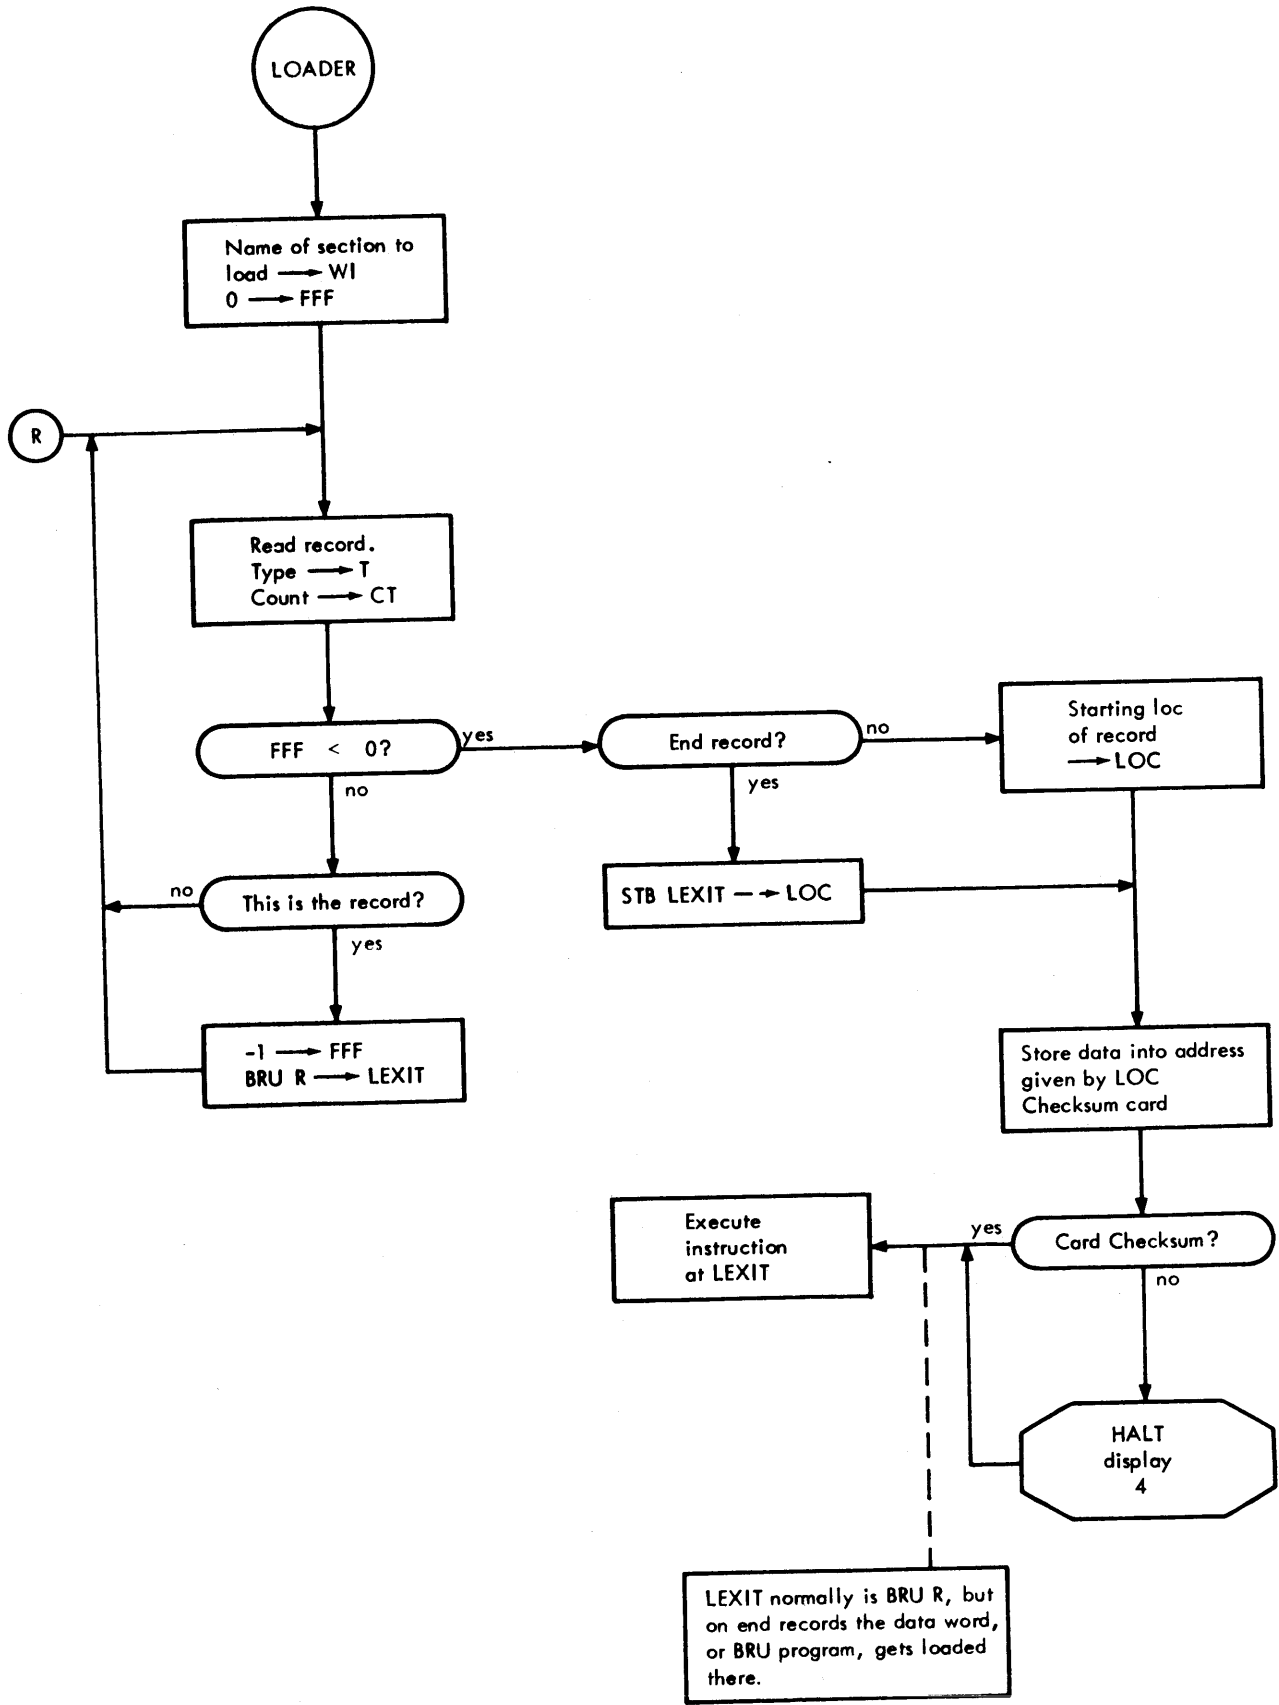 LOADER
Name of section to
load → WI
0 → FFF
R
Read record.
Type → T
Count → CT
FFF < 0?
yes
no
End record?
no
yes
Starting loc
of record
→ LOC
This is the record?
no
yes
STB LEXIT → LOC
-1 → FFF
BRU R → LEXIT
Store data into address
given by LOC
Checksum card
Card Checksum?
yes
no
Execute
instruction
at LEXIT
HALT
display
4
LEXIT normally is BRU R, but
on end records the data word,
or BRU program, gets loaded
there.